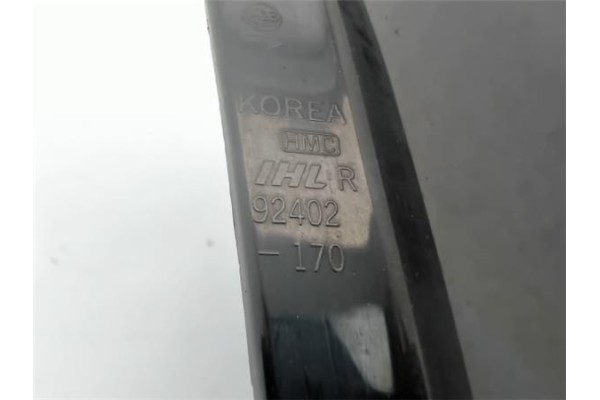 KOREA
HMC
IHL R
92402
- 170